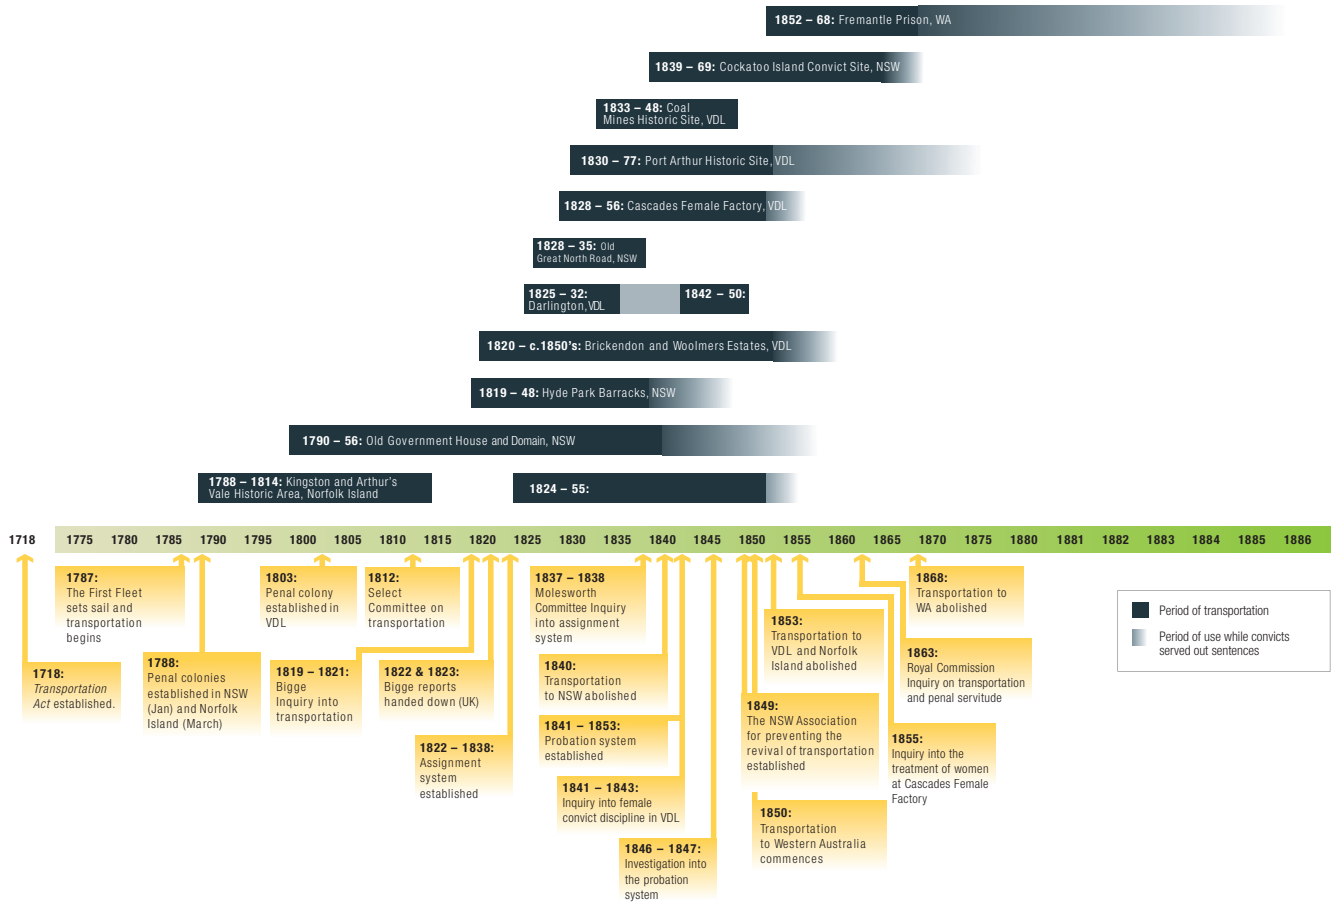 1852 – 68: Fremantle Prison, WA
1839 – 69: Cockatoo Island Convict Site, NSW
1833 – 48: Coal
Mines Historic Site, VDL
1830 – 77: Port Arthur Historic Site, VDL
1828 – 56: Cascades Female Factory, VDL
1828 – 35: Old
Great North Road, NSW
1825 – 32:
Darlington, VDL
1842 – 50:
1820 – c.1850's: Brickendon and Woolmers Estates, VDL
1819 – 48: Hyde Park Barracks, NSW
1790 – 56: Old Government House and Domain, NSW
1788 – 1814: Kingston and Arthur's
Vale Historic Area, Norfolk Island
1824 – 55:
1718 1775 1780 1785 1790 1795 1800 1805 1810 1815 1820 1825 1830 1835 1840 1845 1850 1855 1860 1865 1870 1875 1880 1881 1882 1883 1884 1885 1886
1787:
The First Fleet
sets sail and
transportation
begins
1803:
Penal colony
established in
VDL
1812:
Select
Committee on
transportation
1837 – 1838
Molesworth
Committee Inquiry
into assignment
system
1868:
Transportation to
WA abolished
Period of transportation
Period of use while convicts
served out sentences
1718:
Transportation
Act established.
1788:
Penal colonies
established in NSW
(Jan) and Norfolk
Island (March)
1819 – 1821:
Bigge
Inquiry into
transportation
1822 & 1823:
Bigge reports
handed down (UK)
1840:
Transportation
to NSW abolished
1853:
Transportation to
VDL and Norfolk
Island abolished
1863:
Royal Commission
Inquiry on transportation
and penal servitude
1822 – 1838:
Assignment
system
established
1841 – 1853:
Probation system
established
1849:
The NSW Association
for preventing the
revival of transportation
established
1855:
Inquiry into the
treatment of women
at Cascades Female
Factory
1841 – 1843:
Inquiry into female
convict discipline in VDL
1850:
Transportation
to Western Australia
commences
1846 – 1847:
Investigation into
the probation
system